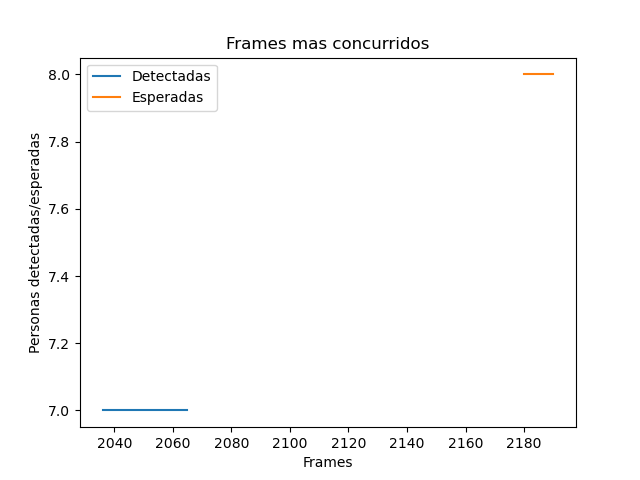 Frames mas concurridos
Detectadas
Esperadas
Personas detectadas/esperadas
8.0
7.8
7.6
7.4
7.2
7.0
2040 2060 2080 2100 2120 2140 2160 2180
Frames